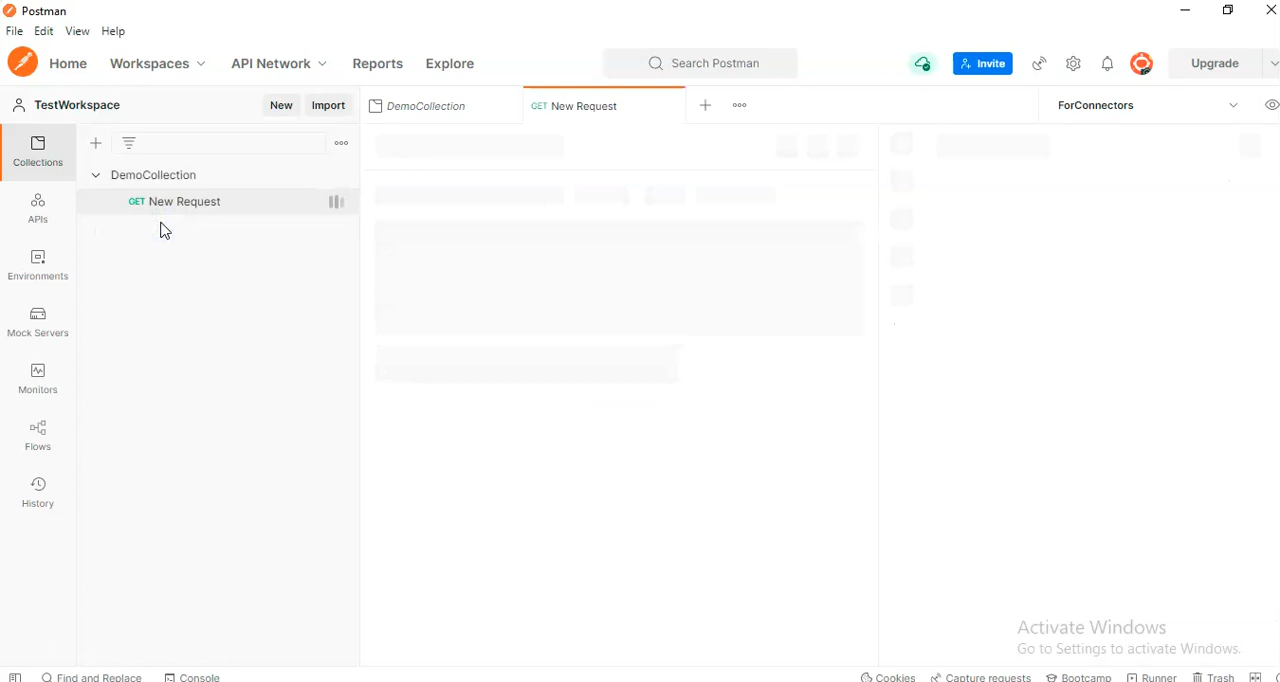 Postman
File Edit View Help
Home Workspaces API Network Reports Explore Search Postman Invite Upgrade
TestWorkspace New Import DemoCollection GET New Request ForConnectors
Collections
DemoCollection
GET New Request
APIs
Environments
Mock Servers
Monitors
Flows
History
Activate Windows
Go to Settings to activate Windows.
Find and Replace Console Cookies Capture requests Bootcamp Runner Trash